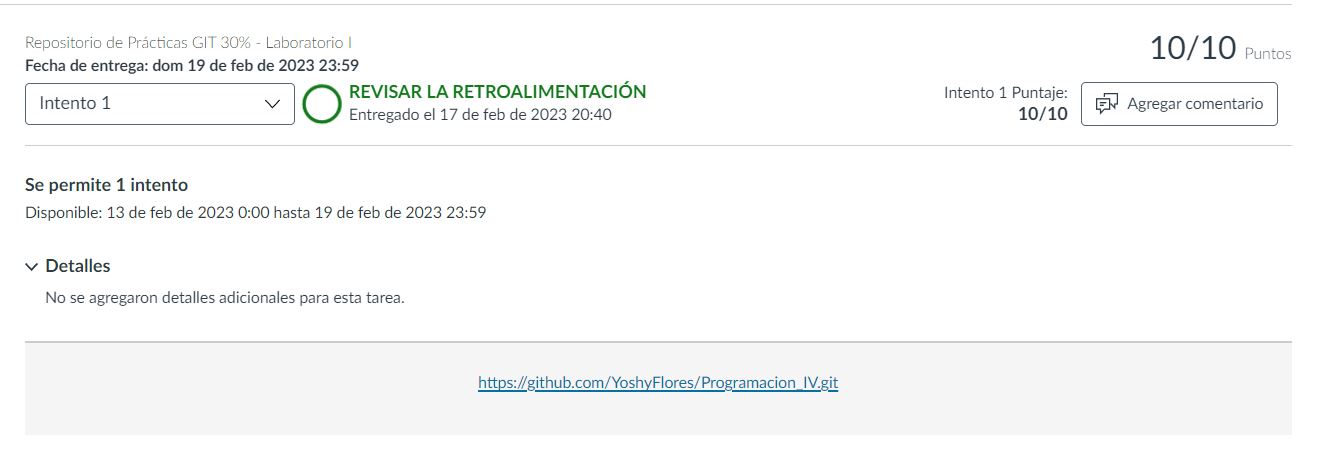 Repositorio de Prácticas GIT 30% - Laboratorio I
Fecha de entrega: dom 19 de feb de 2023 23:59
10/10 Puntos
Intento 1
REVISAR LA RETROALIMENTACIÓN
Entregado el 17 de feb de 2023 20:40
Intento 1 Puntaje:
10/10
Agregar comentario
Se permite 1 intento
Disponible: 13 de feb de 2023 0:00 hasta 19 de feb de 2023 23:59
Detalles
No se agregaron detalles adicionales para esta tarea.
https://github.com/YoshyFlores/Programacion_IV.git